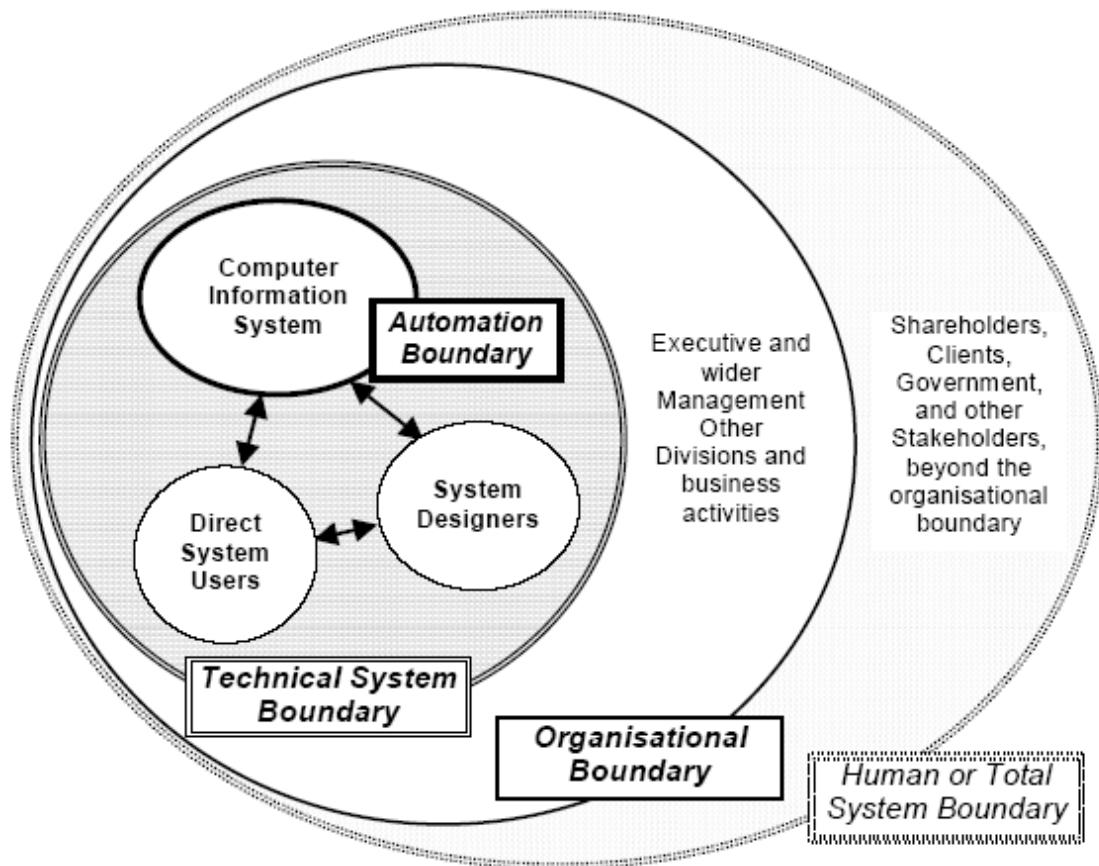 Computer
Information
System
Automation
Boundary
Direct
System
Users
System
Designers
Technical System
Boundary
Executive and
wider
Management
Other
Divisions and
business
activities
Organisational
Boundary
Shareholders,
Clients,
Government,
and other
Stakeholders,
beyond the
organisational
boundary
Human or Total
System Boundary